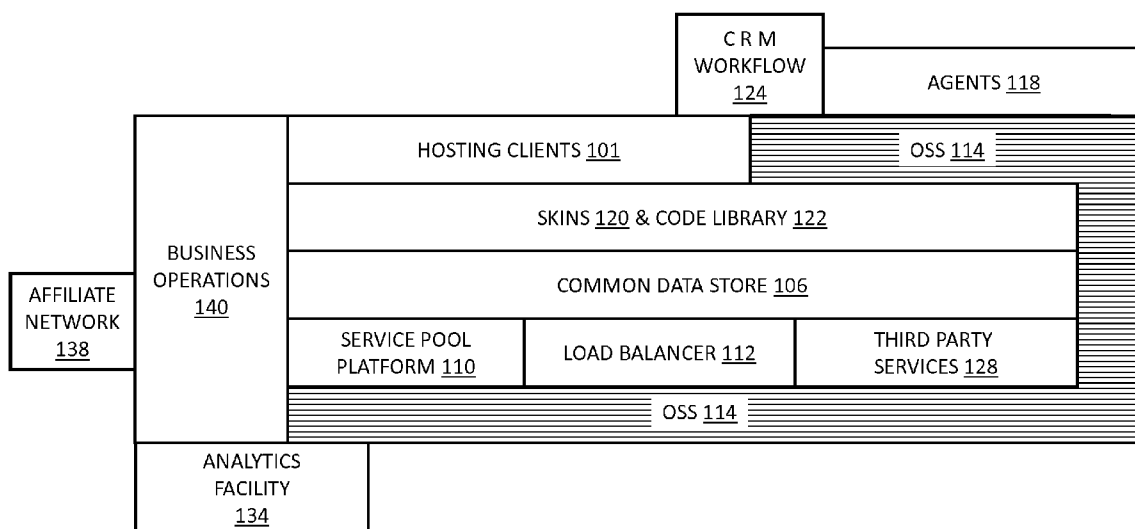 C R M
WORKFLOW
124
AGENTS 118
HOSTING CLIENTS 101
OSS 114
SKINS 120 & CODE LIBRARY 122
BUSINESS
OPERATIONS
140
COMMON DATA STORE 106
AFFILIATE
NETWORK
138
SERVICE POOL
PLATFORM 110
LOAD BALANCER 112
THIRD PARTY
SERVICES 128
OSS 114
ANALYTICS
FACILITY
134